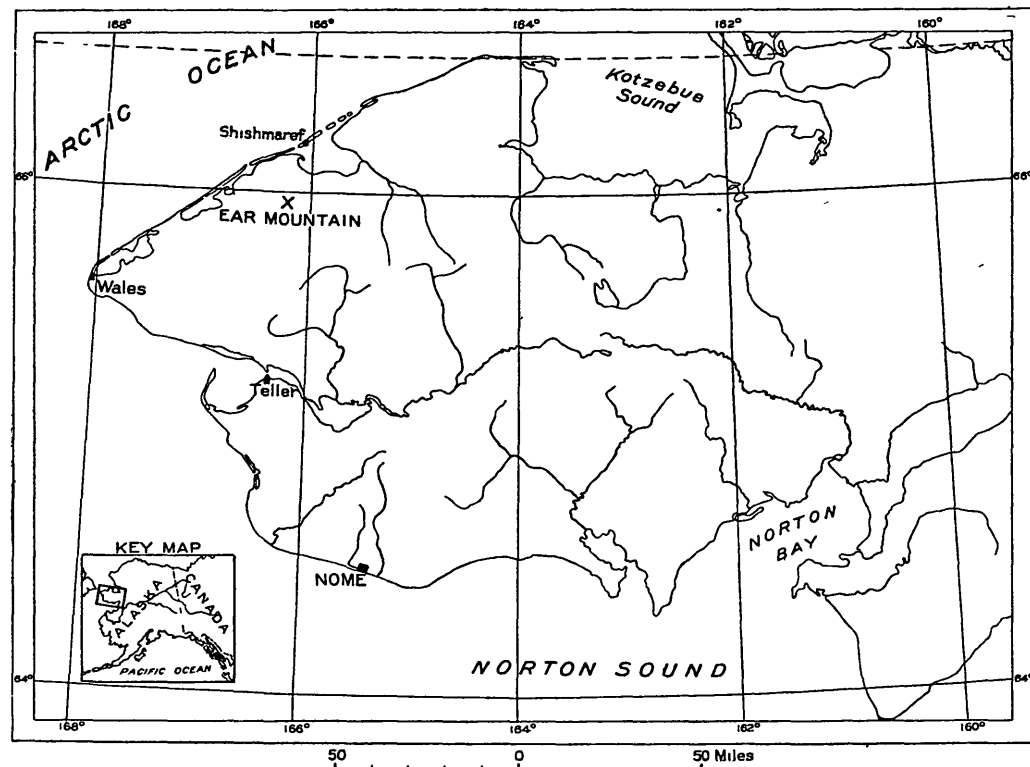 168°
166°
164°
162°
160°
ARCTIC OCEAN
Kotzebue
Sound
Shishmaref
66°
66°
X
EAR MOUNTAIN
Wales
Teller
NORTON
BAY
KEY MAP
ALASKA
CANADA
PACIFIC OCEAN
NOME
NORTON SOUND
64°
64°
168°
166°
164°
162°
160°
50
0
50 Miles